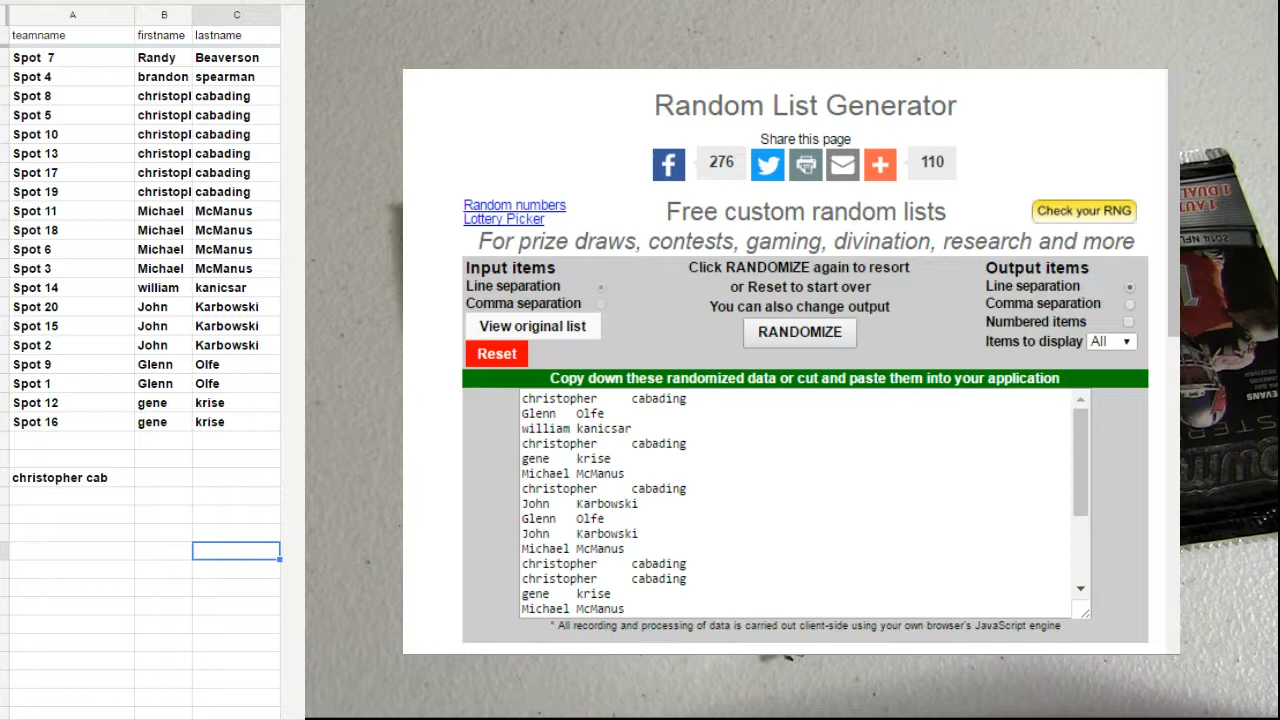 A B C
teamname firstname lastname
Spot 7 Randy Beaverson
Spot 4 brandon spearman
Spot 8 christopl cabading
Spot 5 christopl cabading
Spot 10 christopl cabading
Spot 13 christopl cabading
Spot 17 christopl cabading
Spot 19 christopl cabading
Spot 11 Michael McManus
Spot 18 Michael McManus
Spot 6 Michael McManus
Spot 3 Michael McManus
Spot 14 william kanicsar
Spot 20 John Karbowski
Spot 15 John Karbowski
Spot 2 John Karbowski
Spot 9 Glenn Olfe
Spot 1 Glenn Olfe
Spot 12 gene krise
Spot 16 gene krise
christopher cab
Random List Generator
Share this page
276 110
Random numbers
Lottery Picker
Free custom random lists
Check your RNG
For prize draws, contests, gaming, divination, research and more
Input items
Line separation
Comma separation
View original list
Reset
Click RANDOMIZE again to resort
or Reset to start over
You can also change output
RANDOMIZE
Output items
Line separation
Comma separation
Numbered items
Items to display All
Copy down these randomized data or cut and paste them into your application
christopher cabading
Glenn Olfe
william kanicsar
christopher cabading
gene krise
Michael McManus
christopher cabading
John Karbowski
Glenn Olfe
John Karbowski
Michael McManus
christopher cabading
christopher cabading
gene krise
Michael McManus
* All recording and processing of data is carried out client-side using your own browser's JavaScript engine
1 AUT
1 DUAL
2014 NFL
EVANS